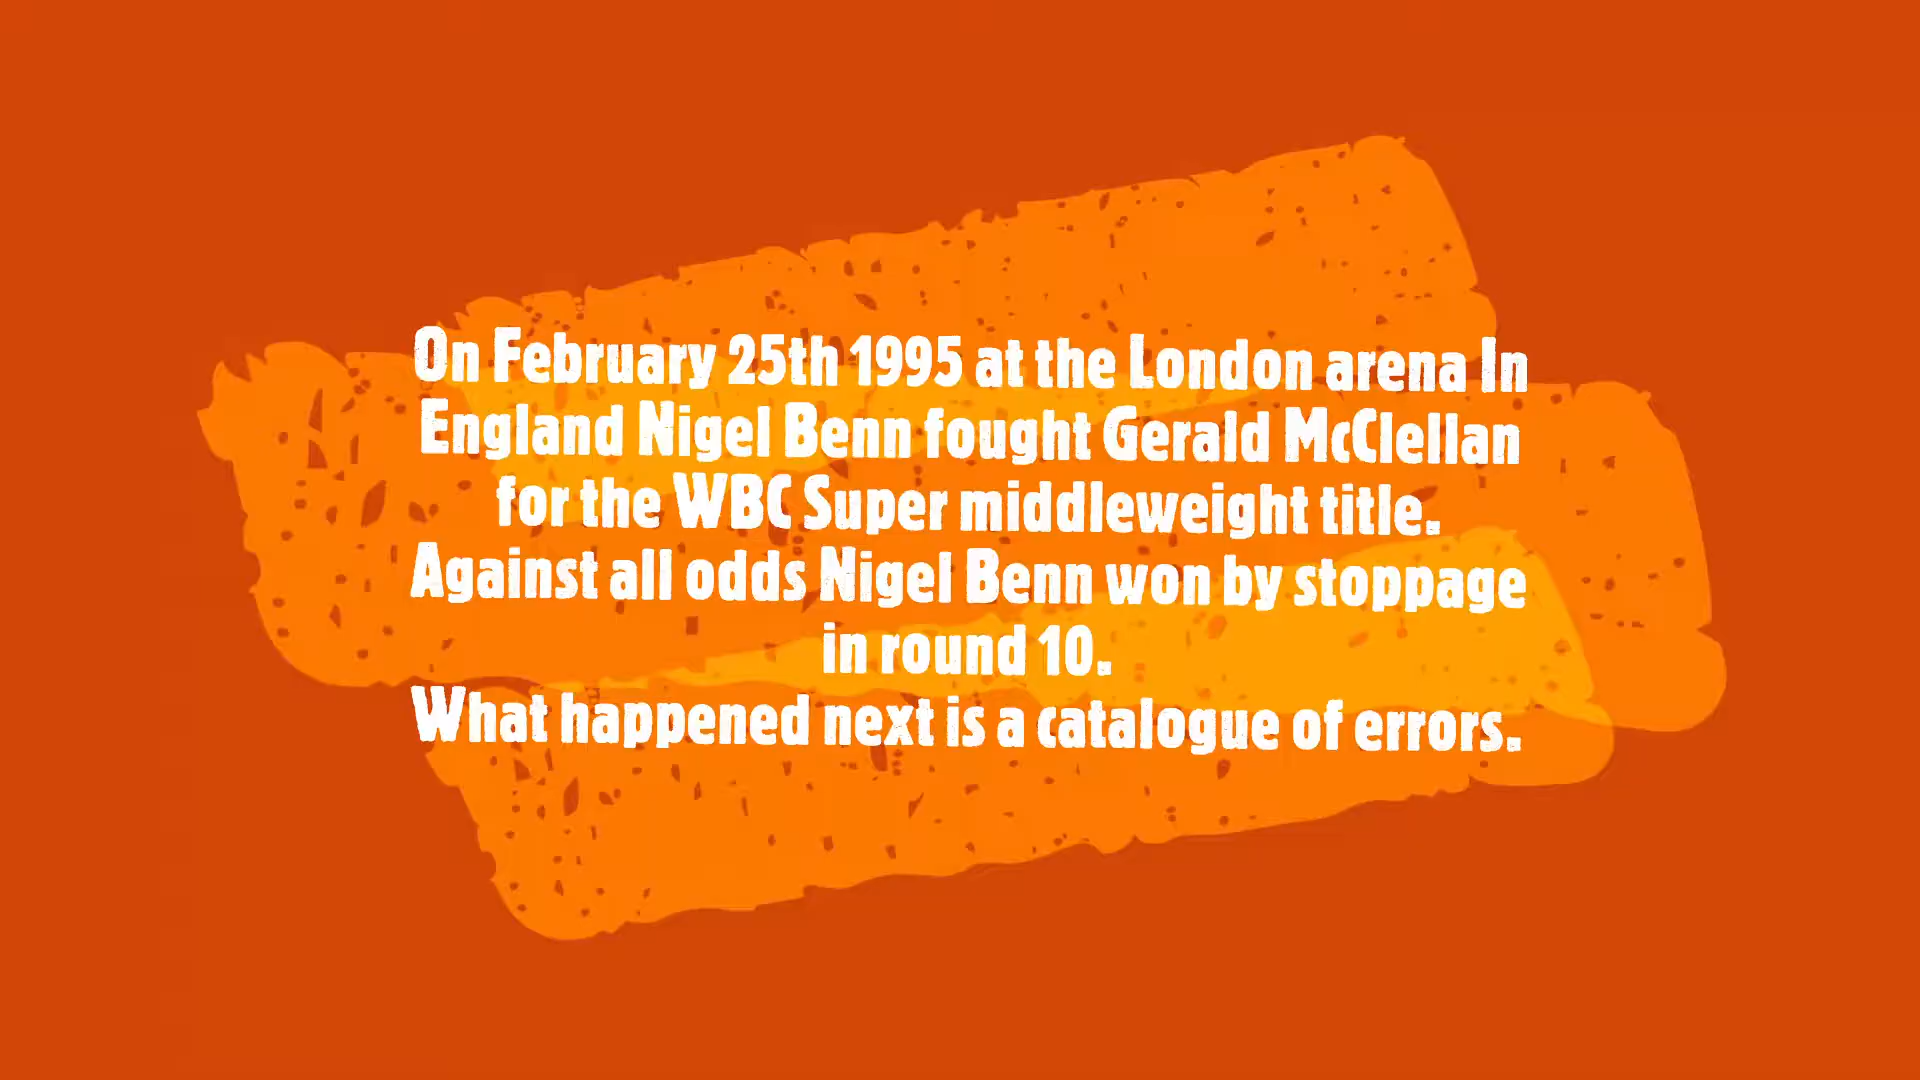 On February 25th 1995 at the London arena In
England Nigel Benn fought Gerald McClellan
for the WBC Super middleweight title.
Against all odds Nigel Benn won by stoppage
in round 10.
What happened next is a catalogue of errors.